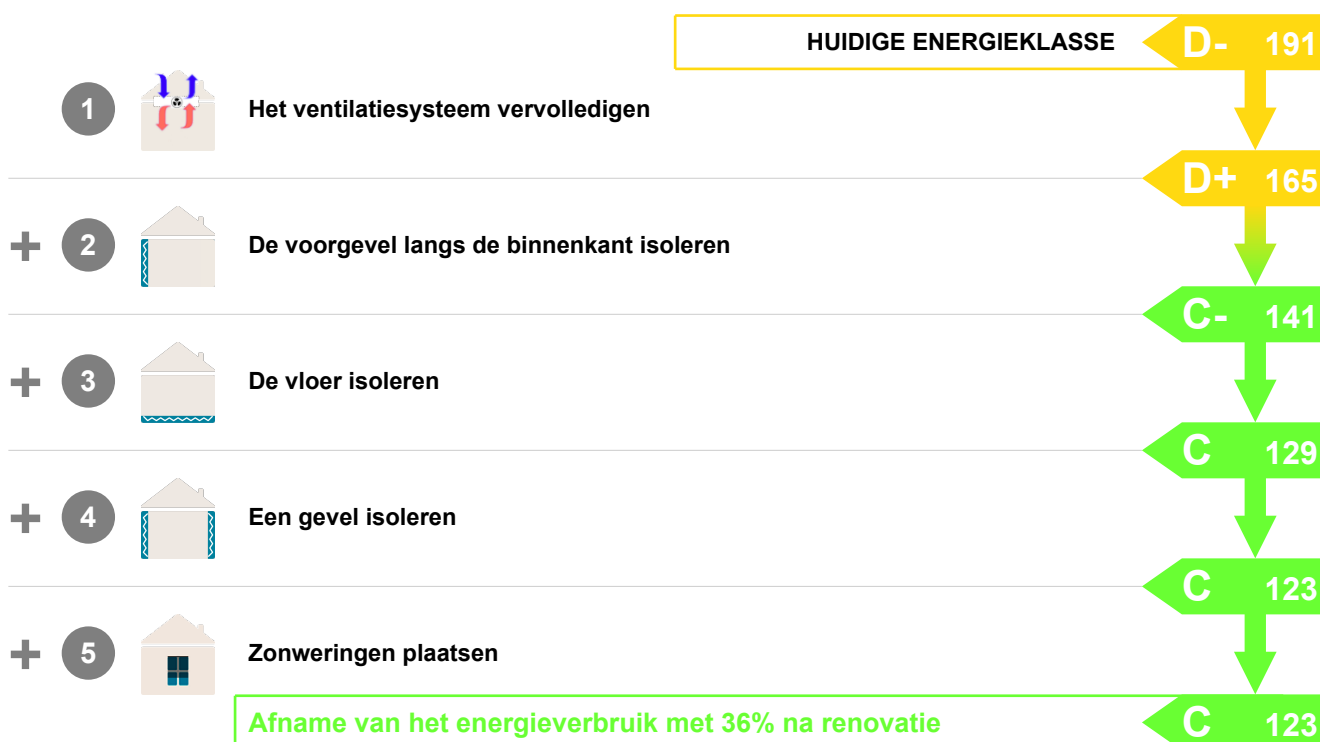 HUIDIGE ENERGIEKLASSE D- 191
1 Het ventilatiesysteem vervolledigen
D+ 165
+ 2 De voorgevel langs de binnenkant isoleren
C- 141
+ 3 De vloer isoleren
C 129
+ 4 Een gevel isoleren
C 123
+ 5 Zonweringen plaatsen
Afname van het energieverbruik met 36% na renovatie C 123